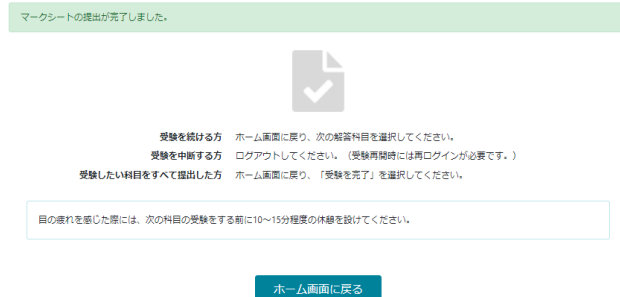 マークシートの提出が完了しました。
受験を続ける方 ホーム画面に戻り、次の解答科目を選択してください。
受験を中断する方 ログアウトしてください。（受験再開時には再ログインが必要です。）
受験したい科目をすべて提出した方 ホーム画面に戻り、「受験を完了」を選択してください。
目の疲れを感じた際には、次の科目の受験をする前に10～15分程度の休憩を設けてください。
ホーム画面に戻る